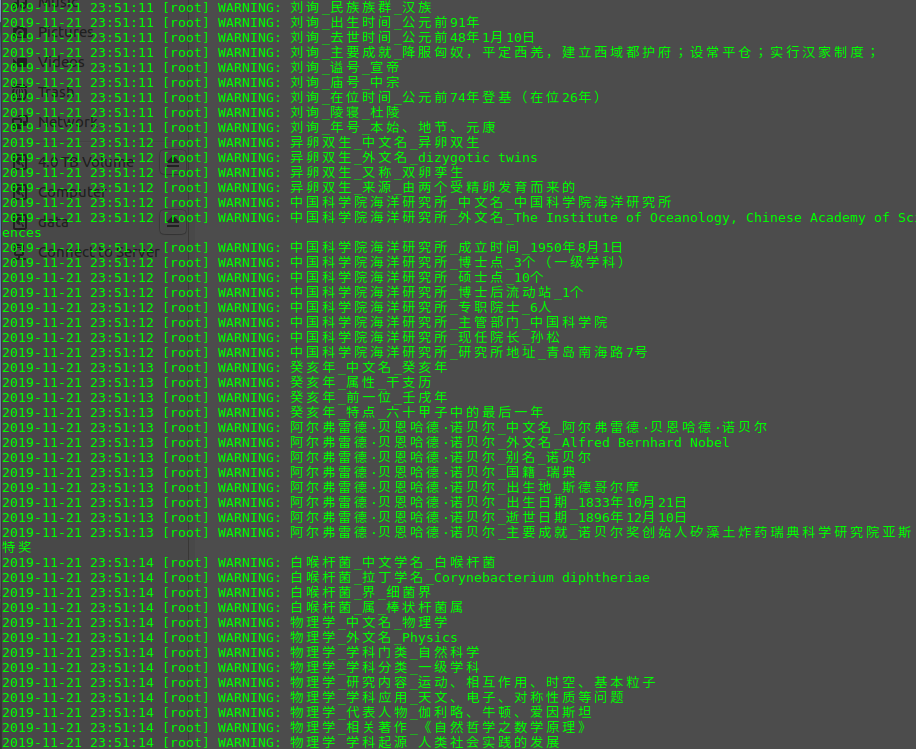 2019-11-21 23:51:11 [root] WARNING: 刘询_民族族群_汉族
2019-11-21 23:51:11 [root] WARNING: 刘询_出生时间_公元前91年
2019-11-21 23:51:11 [root] WARNING: 刘询_去世时间_公元前48年1月10日
2019-11-21 23:51:11 [root] WARNING: 刘询_主要成就_降服匈奴，平定西羌，建立西域都护府；设常平仓；实行汉家制度；
2019-11-21 23:51:11 [root] WARNING: 刘询_谥号_宣帝
2019-11-21 23:51:11 [root] WARNING: 刘询_庙号_中宗
2019-11-21 23:51:11 [root] WARNING: 刘询_在位时间_公元前74年登基（在位26年）
2019-11-21 23:51:11 [root] WARNING: 刘询_陵寝_杜陵
2019-11-21 23:51:11 [root] WARNING: 刘询_年号_本始、地节、元康
2019-11-21 23:51:12 [root] WARNING: 异卵双生_中文名_异卵双生
2019-11-21 23:51:12 [root] WARNING: 异卵双生_外文名_dizygotic twins
2019-11-21 23:51:12 [root] WARNING: 异卵双生_又称_双卵孪生
2019-11-21 23:51:12 [root] WARNING: 异卵双生_来源_由两个受精卵发育而来的
2019-11-21 23:51:12 [root] WARNING: 中国科学院海洋研究所_中文名_中国科学院海洋研究所
2019-11-21 23:51:12 [root] WARNING: 中国科学院海洋研究所_外文名_The Institute of Oceanology, Chinese Academy of Sci
ences
2019-11-21 23:51:12 [root] WARNING: 中国科学院海洋研究所_成立时间_1950年8月1日
2019-11-21 23:51:12 [root] WARNING: 中国科学院海洋研究所_博士点_3个（一级学科）
2019-11-21 23:51:12 [root] WARNING: 中国科学院海洋研究所_硕士点_10个
2019-11-21 23:51:12 [root] WARNING: 中国科学院海洋研究所_博士后流动站_1个
2019-11-21 23:51:12 [root] WARNING: 中国科学院海洋研究所_专职院士_6人
2019-11-21 23:51:12 [root] WARNING: 中国科学院海洋研究所_主管部门_中国科学院
2019-11-21 23:51:12 [root] WARNING: 中国科学院海洋研究所_现任院长_孙松
2019-11-21 23:51:12 [root] WARNING: 中国科学院海洋研究所_研究所地址_青岛南海路7号
2019-11-21 23:51:13 [root] WARNING: 癸亥年_中文名_癸亥年
2019-11-21 23:51:13 [root] WARNING: 癸亥年_属性_干支历
2019-11-21 23:51:13 [root] WARNING: 癸亥年_前一位_壬戌年
2019-11-21 23:51:13 [root] WARNING: 癸亥年_特点_六十甲子中的最后一年
2019-11-21 23:51:13 [root] WARNING: 阿尔弗雷德·贝恩哈德·诺贝尔_中文名_阿尔弗雷德·贝恩哈德·诺贝尔
2019-11-21 23:51:13 [root] WARNING: 阿尔弗雷德·贝恩哈德·诺贝尔_外文名_Alfred Bernhard Nobel
2019-11-21 23:51:13 [root] WARNING: 阿尔弗雷德·贝恩哈德·诺贝尔_别名_诺贝尔
2019-11-21 23:51:13 [root] WARNING: 阿尔弗雷德·贝恩哈德·诺贝尔_国籍_瑞典
2019-11-21 23:51:13 [root] WARNING: 阿尔弗雷德·贝恩哈德·诺贝尔_出生地_斯德哥尔摩
2019-11-21 23:51:13 [root] WARNING: 阿尔弗雷德·贝恩哈德·诺贝尔_出生日期_1833年10月21日
2019-11-21 23:51:13 [root] WARNING: 阿尔弗雷德·贝恩哈德·诺贝尔_逝世日期_1896年12月10日
2019-11-21 23:51:13 [root] WARNING: 阿尔弗雷德·贝恩哈德·诺贝尔_主要成就_诺贝尔奖创始人矽藻土炸药瑞典科学研究院亚斯
特奖
2019-11-21 23:51:14 [root] WARNING: 白喉杆菌_中文学名_白喉杆菌
2019-11-21 23:51:14 [root] WARNING: 白喉杆菌_拉丁学名_Corynebacterium diphtheriae
2019-11-21 23:51:14 [root] WARNING: 白喉杆菌_界_细菌界
2019-11-21 23:51:14 [root] WARNING: 白喉杆菌_属_棒状杆菌属
2019-11-21 23:51:14 [root] WARNING: 物理学_中文名_物理学
2019-11-21 23:51:14 [root] WARNING: 物理学_外文名_Physics
2019-11-21 23:51:14 [root] WARNING: 物理学_学科门类_自然科学
2019-11-21 23:51:14 [root] WARNING: 物理学_学科分类_一级学科
2019-11-21 23:51:14 [root] WARNING: 物理学_研究内容_运动、相互作用、时空、基本粒子
2019-11-21 23:51:14 [root] WARNING: 物理学_学科应用_天文、电子、对称性质等问题
2019-11-21 23:51:14 [root] WARNING: 物理学_代表人物_伽利略、牛顿、爱因斯坦
2019-11-21 23:51:14 [root] WARNING: 物理学_相关著作_《自然哲学之数学原理》
2019-11-21 23:51:14 [root] WARNING: 物理学_学科起源_人类社会实践的发展